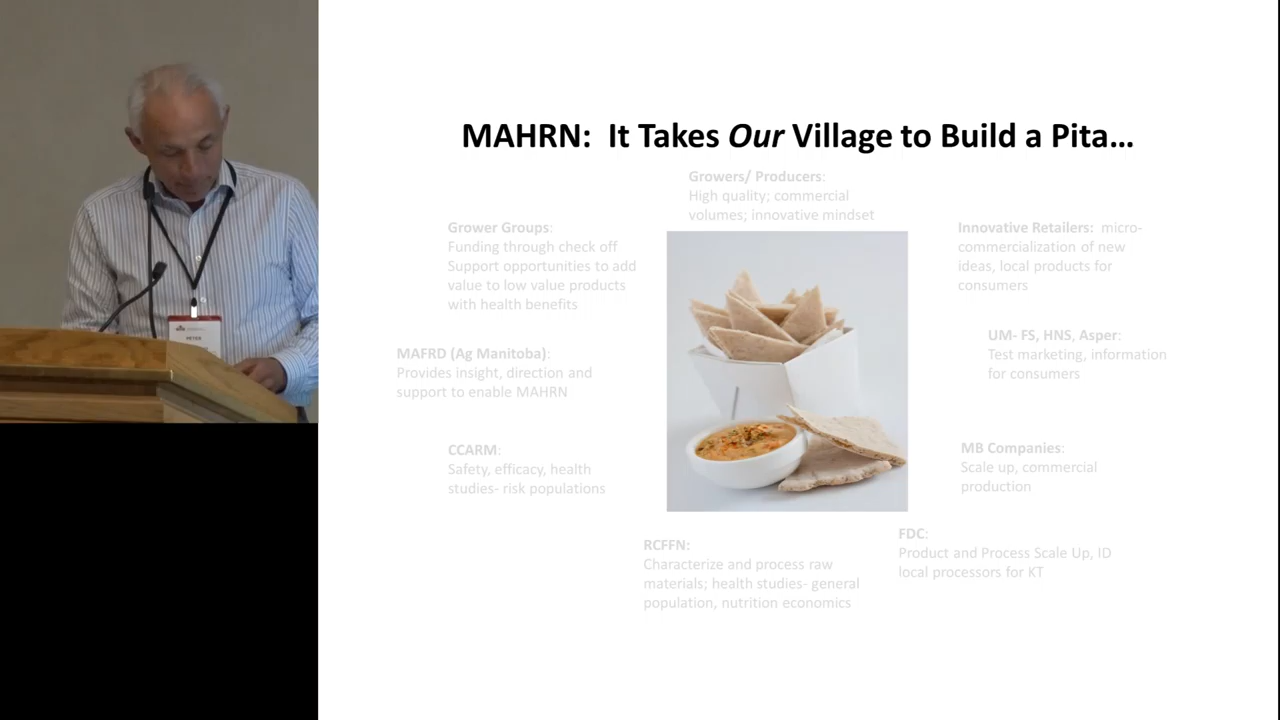 MAHRN: It Takes Our Village to Build a Pita…
Growers/ Producers:
High quality; commercial
volumes; innovative mindset
Grower Groups:
Funding through check off
Support opportunities to add
value to low value products
with health benefits
Innovative Retailers: micro-
commercialization of new
ideas, local products for
consumers
MAFRD (Ag Manitoba):
Provides insight, direction and
support to enable MAHRN
UM- FS, HNS, Asper:
Test marketing, information
for consumers
CCARM:
Safety, efficacy, health
studies- risk populations
MB Companies:
Scale up, commercial
production
RCFFN:
Characterize and process raw
materials; health studies- general
population, nutrition economics
FDC:
Product and Process Scale Up, ID
local processors for KT